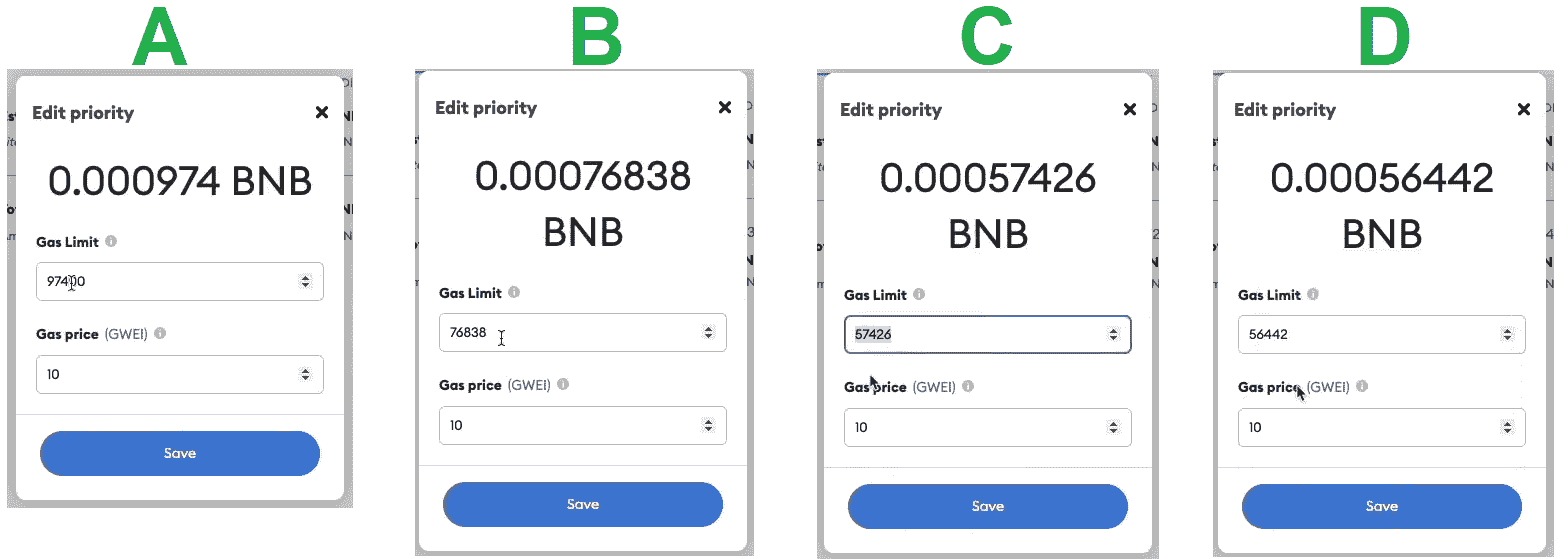 A
Edit priority
0.000974 BNB
Gas Limit
97400
Gas price (GWEI)
10
Save
B
Edit priority
0.00076838
BNB
Gas Limit
76838
Gas price (GWEI)
10
Save
C
Edit priority
0.00057426
BNB
Gas Limit
57426
Gas price (GWEI)
10
Save
D
Edit priority
0.00056442
BNB
Gas Limit
56442
Gas price (GWEI)
10
Save